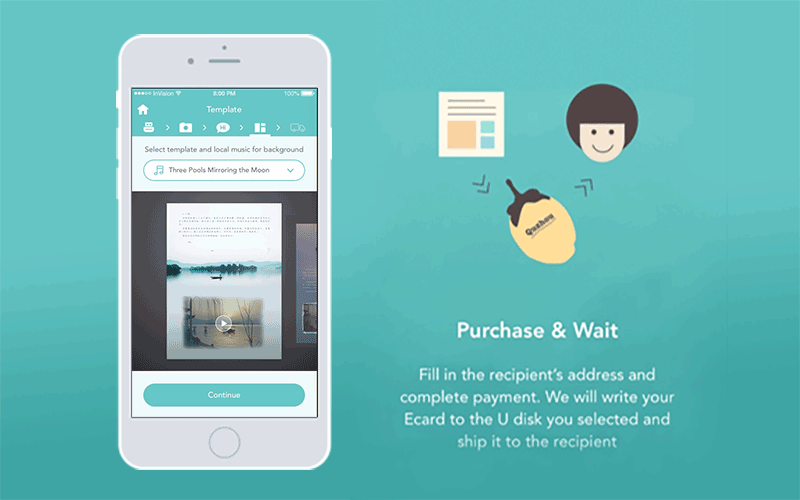 InVision
8:00 PM
100%
Template
Hi
Select template and local music for background
Three Pools Mirroring the Moon
Continue
Quzhou
Purchase & Wait
Fill in the recipient's address and
complete payment. We will write your
Ecard to the U disk you selected and
ship it to the recipient